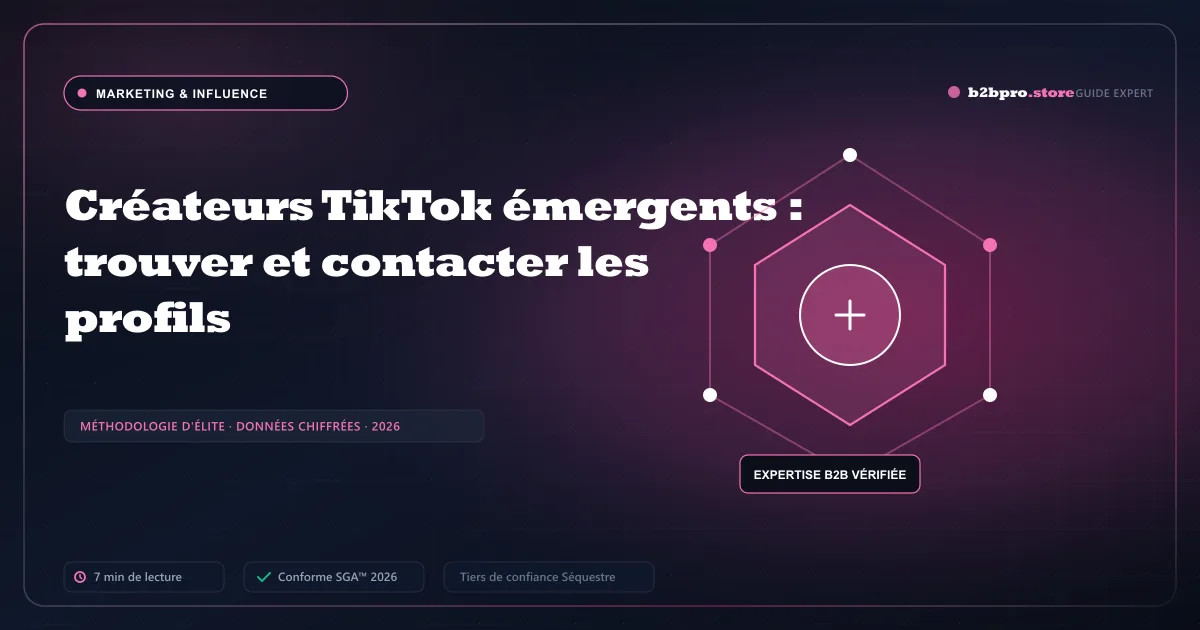 MARKETING & INFLUENCE
b2bpro.store GUIDE EXPERT
Créateurs TikTok émergents :
trouver et contacter les
profils
MÉTHODOLOGIE D'ÉLITE · DONNÉES CHIFFRÉES · 2026
EXPERTISE B2B VÉRIFIÉE
7 min de lecture
Conforme SGA™ 2026
Tiers de confiance Séquestre